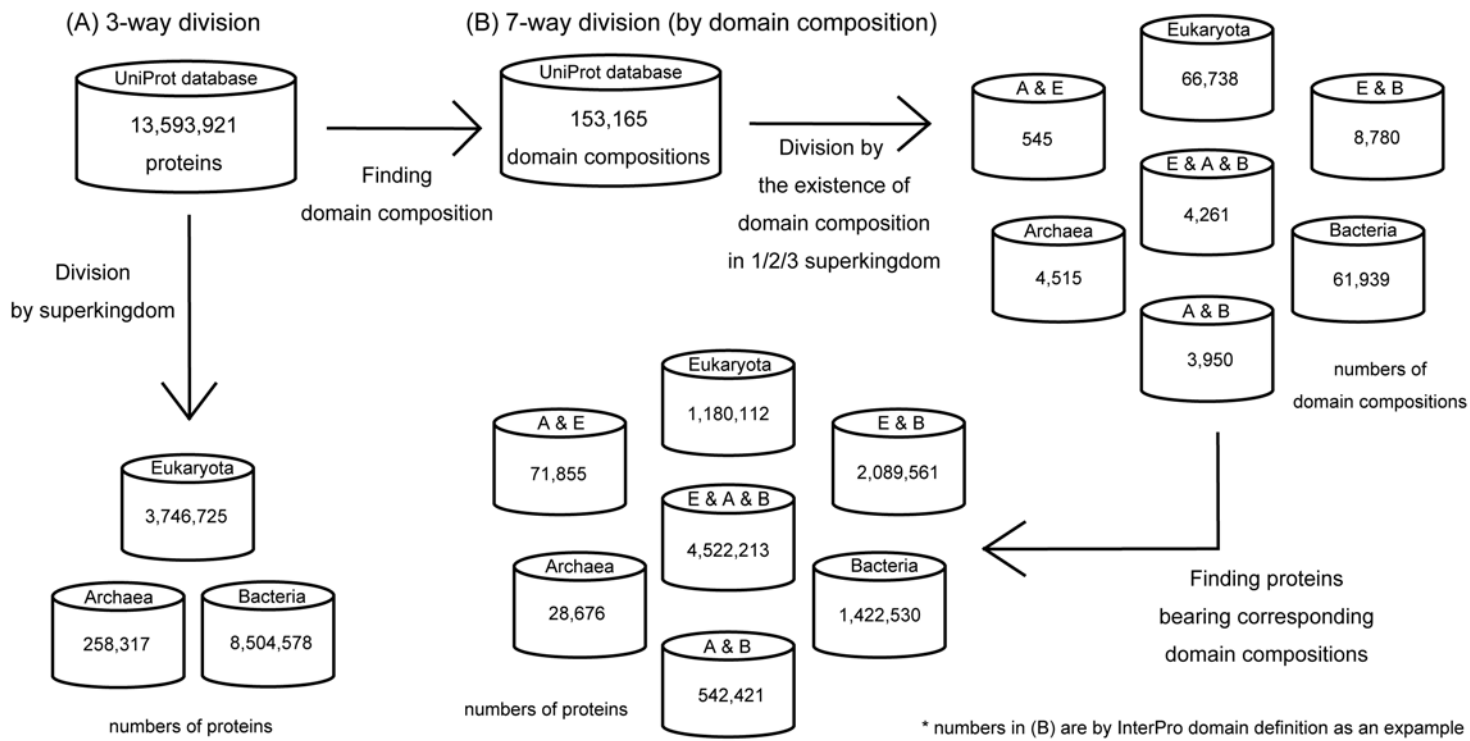 (A) 3-way division
UniProt database
13,593,921
proteins
Finding
domain composition
Division
by superkingdom
Eukaryota
3,746,725
Archaea
258,317
Bacteria
8,504,578
numbers of proteins
(B) 7-way division (by domain composition)
UniProt database
153,165
domain compositions
Division by
the existence of
domain composition
in 1/2/3 superkingdom
Eukaryota
66,738
A & E
545
E & B
8,780
E & A & B
4,261
Archaea
4,515
Bacteria
61,939
A & B
3,950
numbers of
domain compositions
Finding proteins
bearing corresponding
domain compositions
Eukaryota
1,180,112
A & E
71,855
E & B
2,089,561
E & A & B
4,522,213
Archaea
28,676
Bacteria
1,422,530
A & B
542,421
numbers of proteins
* numbers in (B) are by InterPro domain definition as an expample